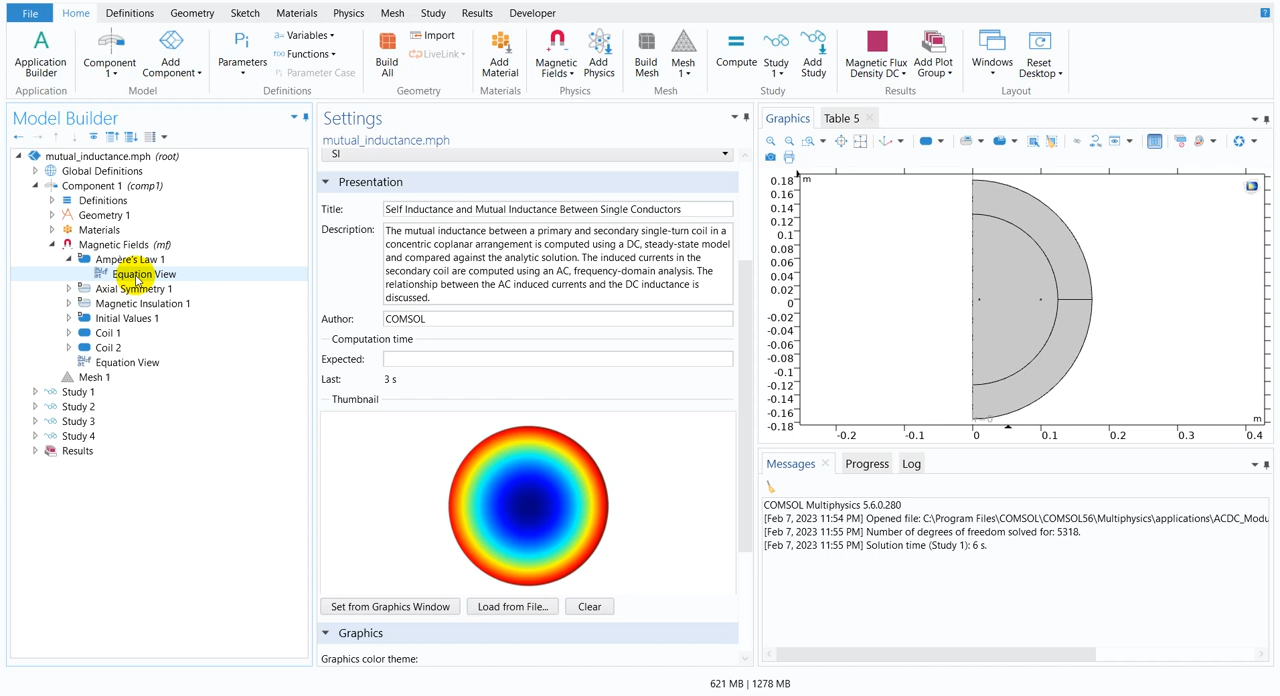 File Home Definitions Geometry Sketch Materials Physics Mesh Study Results Developer
A Pi a= Variables Import
f(x) Functions LiveLink
Pi Parameter Case
Application Builder Component 1 Add Component Parameters Build All Add Material Magnetic Fields Add Physics Build Mesh Mesh 1 Compute Study 1 Add Study Magnetic Flux Density DC Add Plot Group Windows Reset Desktop
Application Model Definitions Geometry Materials Physics Mesh Study Results Layout
Model Builder
mutual_inductance.mph (root)
Global Definitions
Component 1 (comp1)
Definitions
Geometry 1
Materials
Magnetic Fields (mf)
Ampère's Law 1
Equation View
Axial Symmetry 1
Magnetic Insulation 1
Initial Values 1
Coil 1
Coil 2
Equation View
Mesh 1
Study 1
Study 2
Study 3
Study 4
Results
Settings
mutual_inductance.mph
SI
Presentation
Title: Self Inductance and Mutual Inductance Between Single Conductors
Description: The mutual inductance between a primary and secondary single-turn coil in a
concentric coplanar arrangement is computed using a DC, steady-state model
and compared against the analytic solution. The induced currents in the
secondary coil are computed using an AC, frequency-domain analysis. The
relationship between the AC induced currents and the DC inductance is
discussed.
Author: COMSOL
Computation time
Expected:
Last: 3 s
Thumbnail
Set from Graphics Window Load from File... Clear
Graphics
Graphics color theme:
Graphics Table 5
m
0.18
0.16
0.14
0.12
0.1
0.08
0.06
0.04
0.02
0
-0.02
-0.04
-0.06
-0.08
-0.1
-0.12
-0.14
-0.16
-0.18
m
-0.2 -0.1 0 0.1 0.2 0.3 0.4
Messages Progress Log
COMSOL Multiphysics 5.6.0.280
[Feb 7, 2023 11:54 PM] Opened file: C:\Program Files\COMSOL\COMSOL56\Multiphysics\applications\ACDC_Modu
[Feb 7, 2023 11:55 PM] Number of degrees of freedom solved for: 5318.
[Feb 7, 2023 11:55 PM] Solution time (Study 1): 6 s.
621 MB | 1278 MB